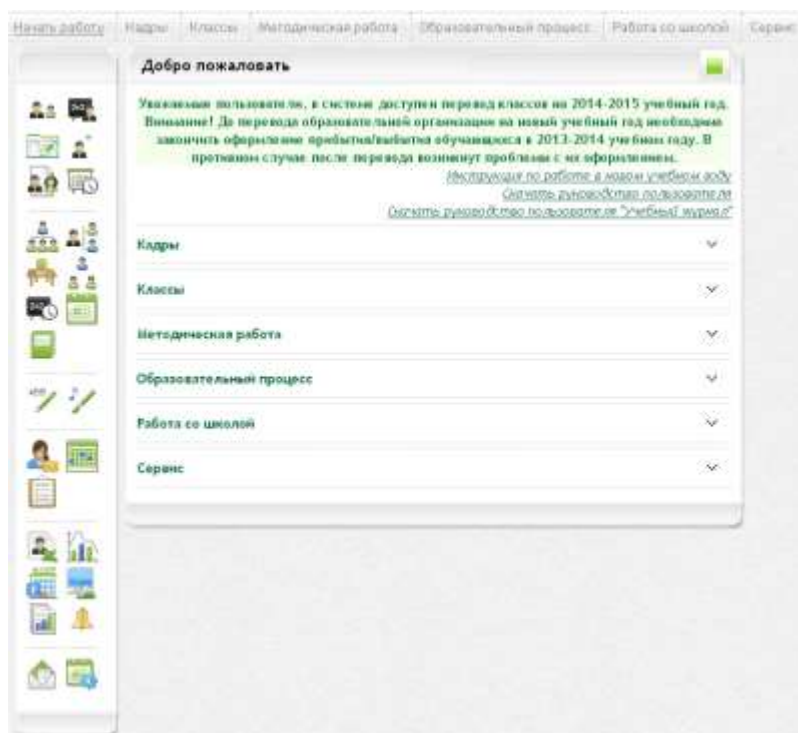 Начать работу Кадры Классы Методическая работа Образовательный процесс Работа со школой Сервис
Добро пожаловать
Уважаемые пользователи, в системе доступен перевод классов на 2014-2015 учебный год.
Внимание! До перевода образовательной организации на новый учебный год необходимо
закончить оформление прибытия/выбытия обучающихся в 2013-2014 учебном году. В
противном случае после перевода возникнут проблемы с их оформлением.
Инструкция по работе в новом учебном году
Скачать руководство пользователя
Скачать руководство пользователя "Учебный журнал"
Кадры
Классы
Методическая работа
Образовательный процесс
Работа со школой
Сервис